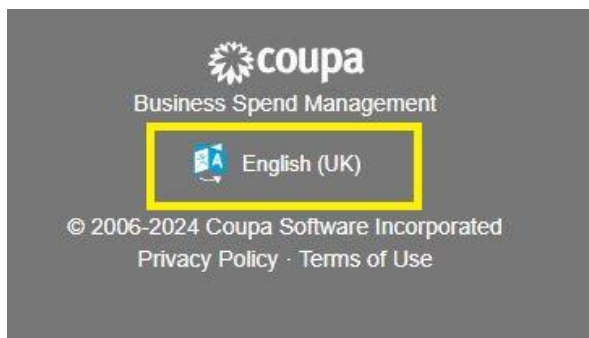 coupa
Business Spend Management
English (UK)
© 2006-2024 Coupa Software Incorporated
Privacy Policy · Terms of Use